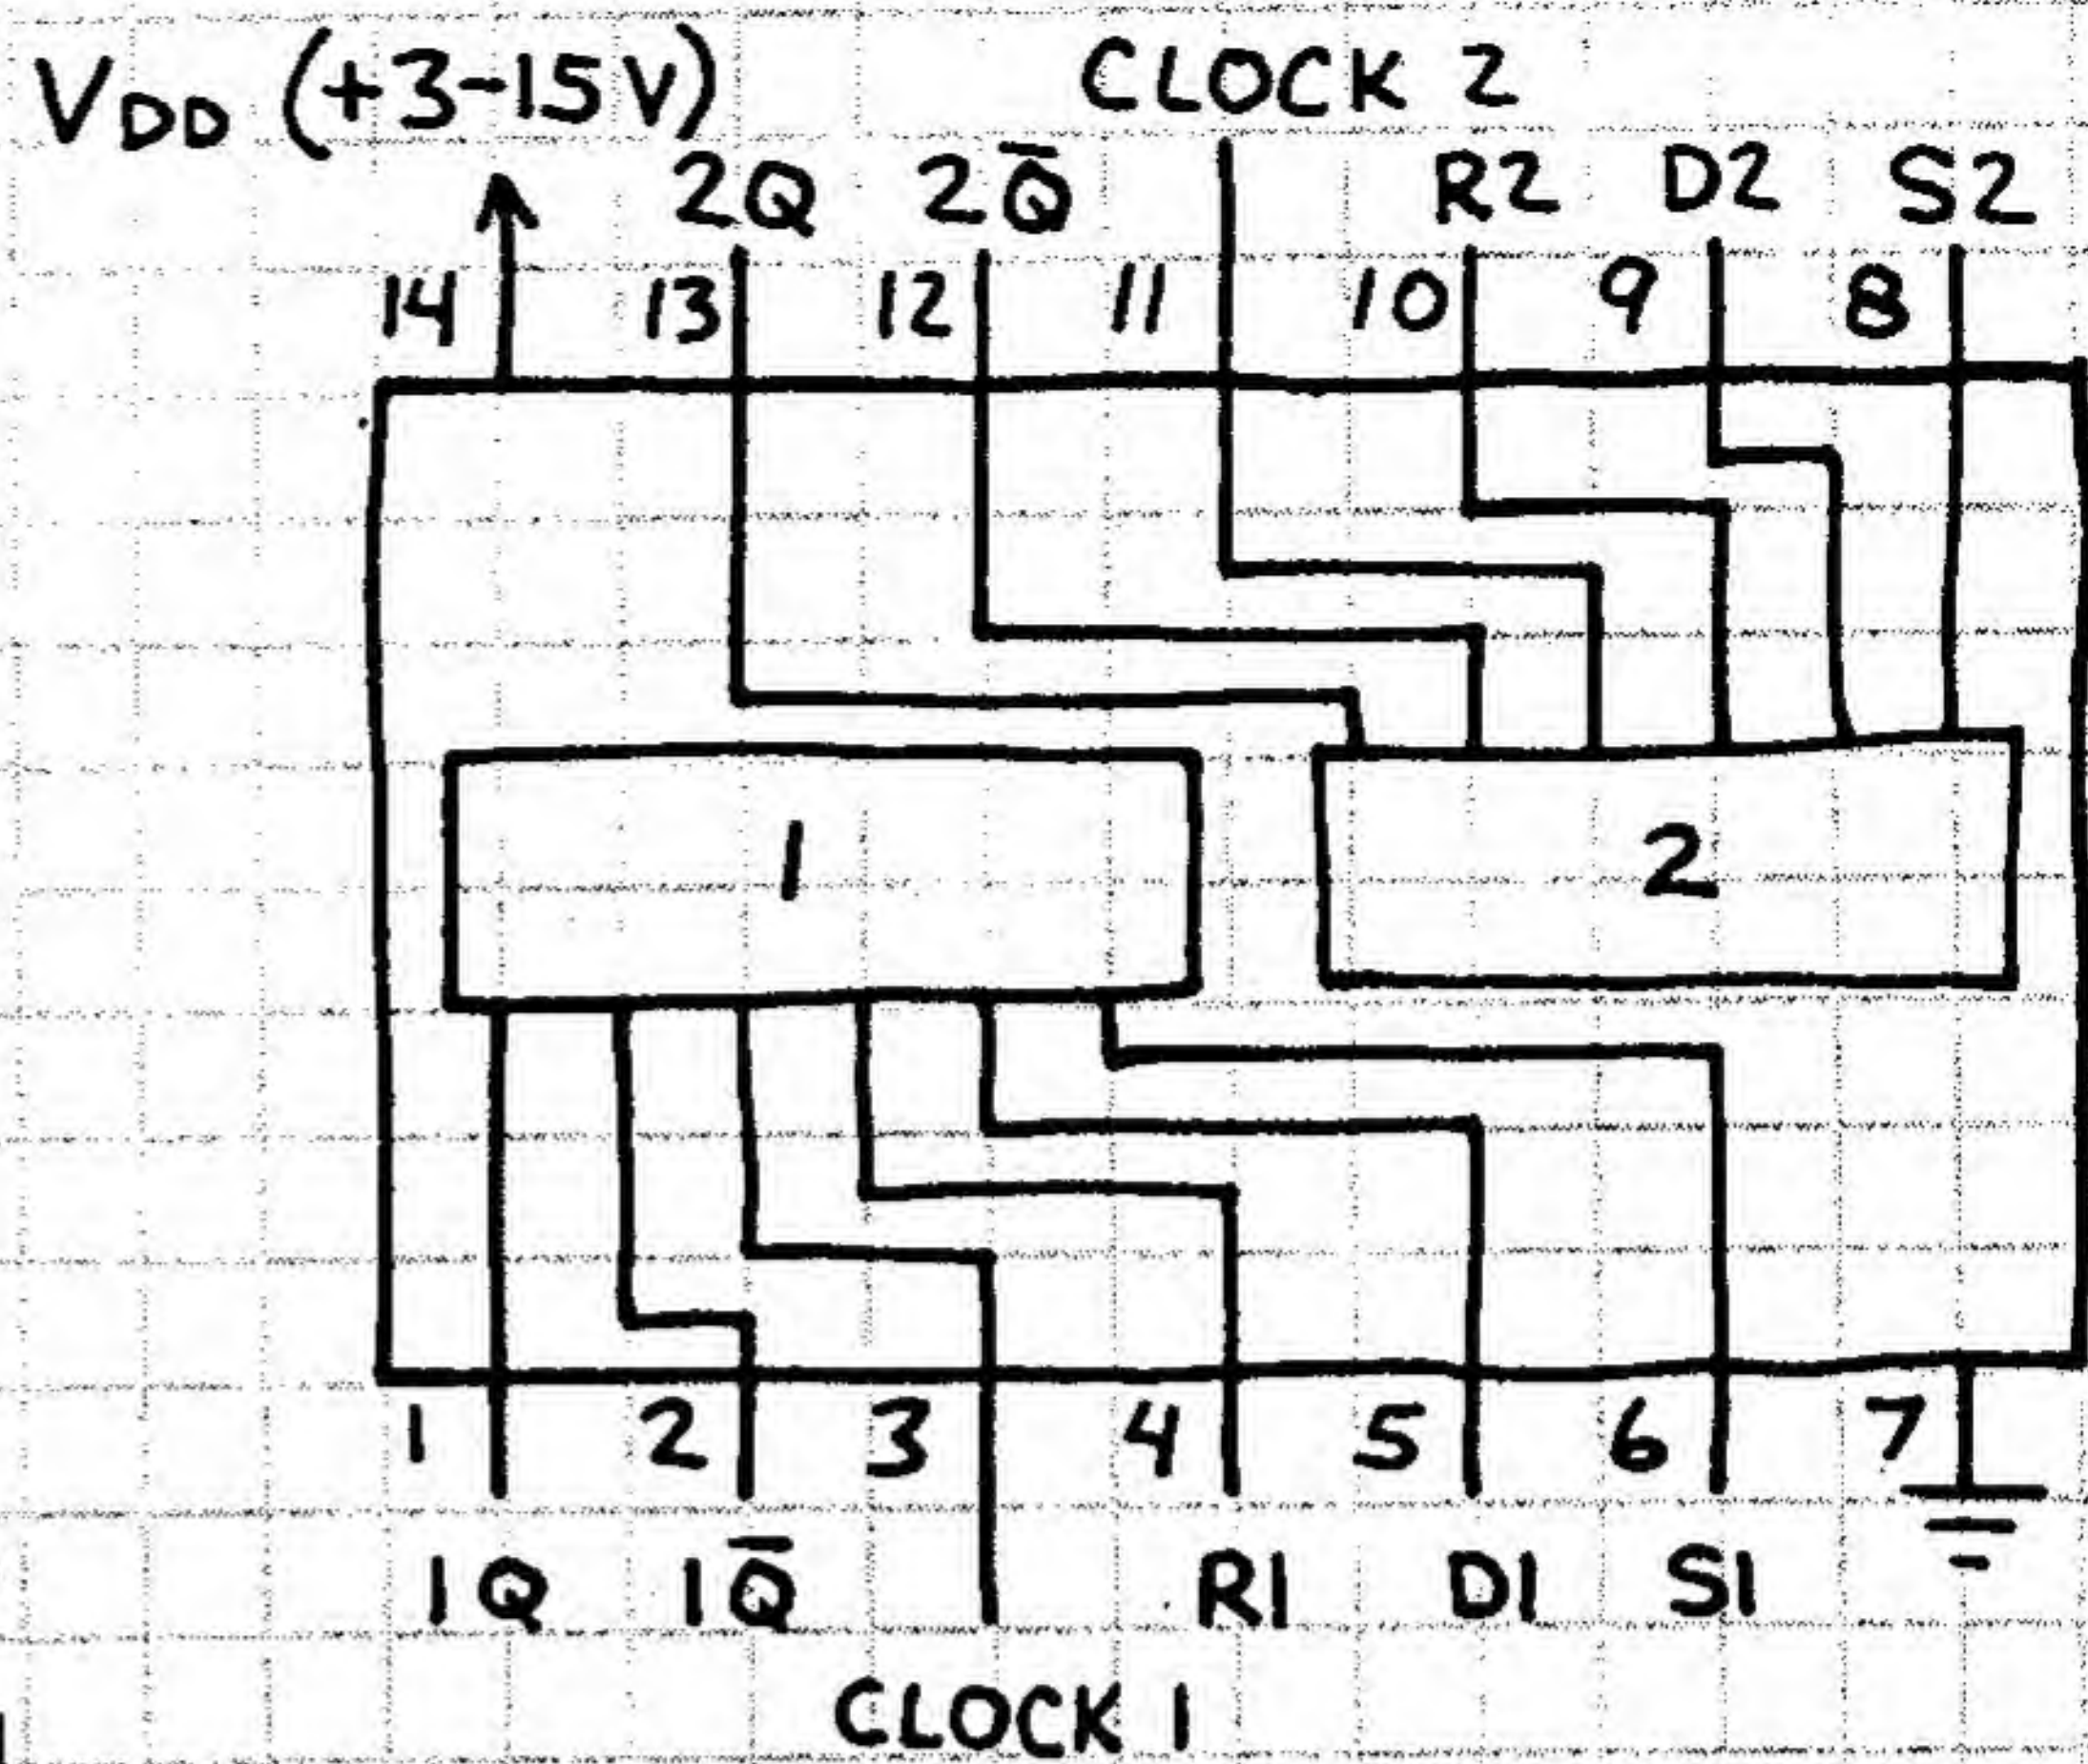 VDD (+3-15V) CLOCK 2
2Q 2Q̅ R2 D2 S2
14 13 12 11 10 9 8
1 2
1 2 3 4 5 6 7
1Q 1Q̅ R1 D1 S1
CLOCK 1